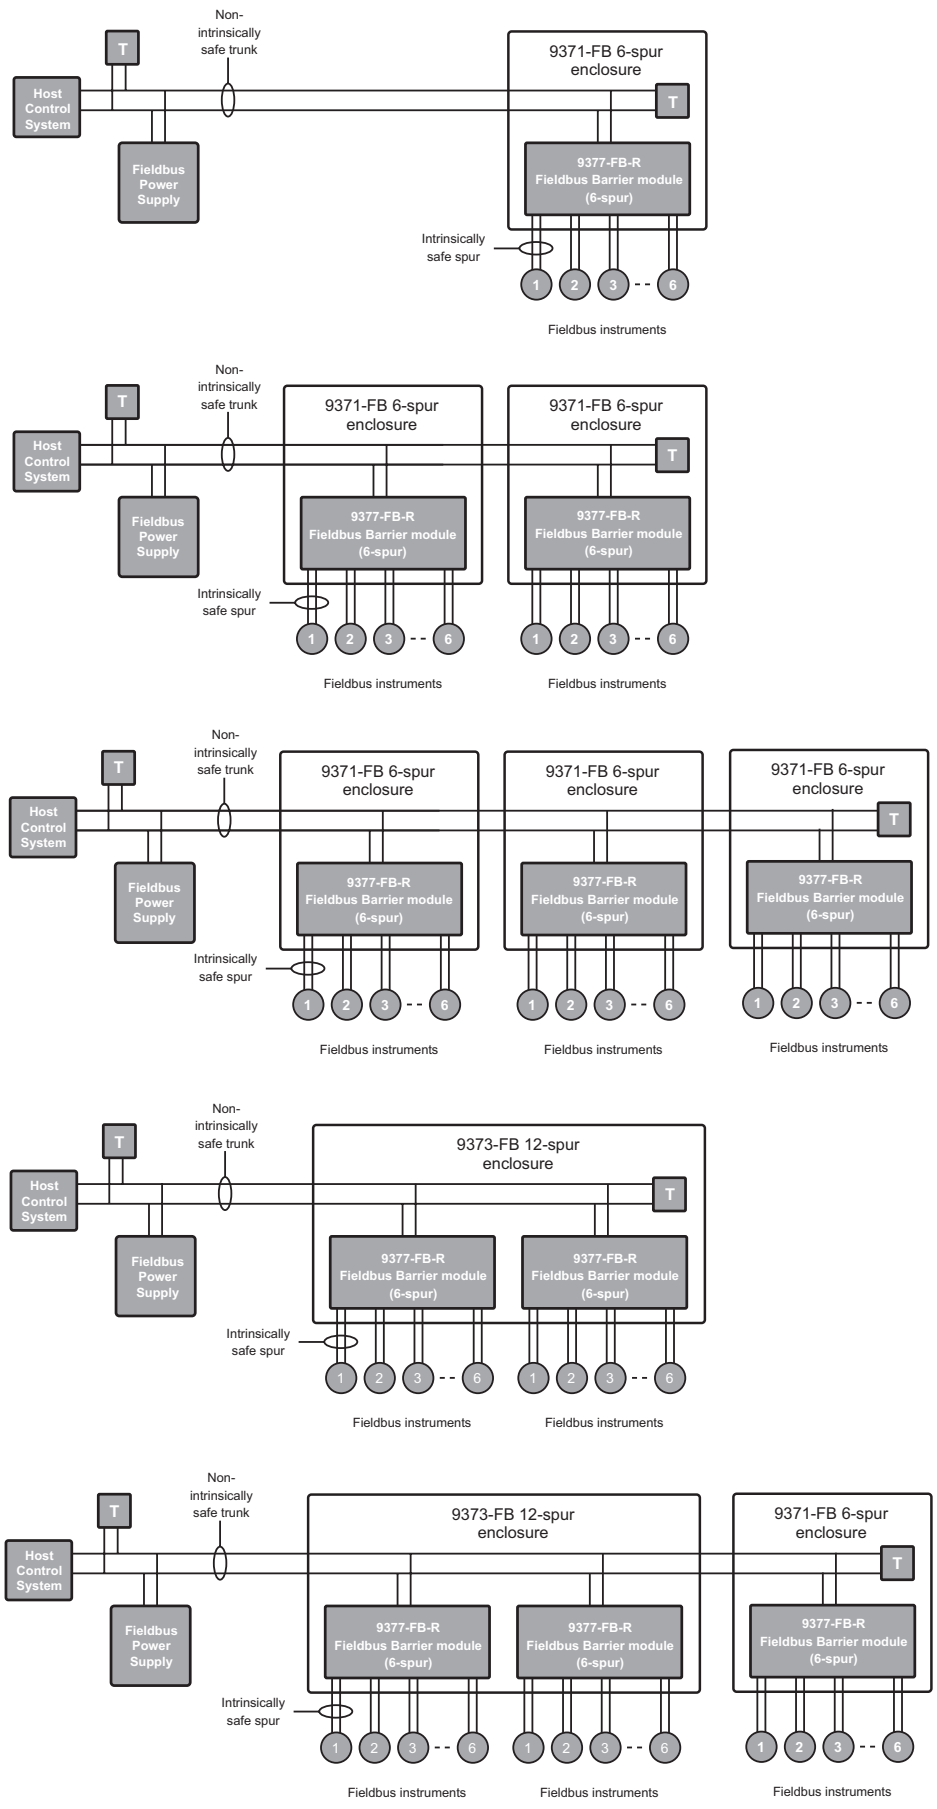 Non-
intrinsically
safe trunk
T
9371-FB 6-spur
enclosure
Host
Control
System
T
Fieldbus
Power
Supply
9377-FB-R
Fieldbus Barrier module
(6-spur)
Intrinsically
safe spur
1 2 3 -- 6
Fieldbus instruments
Non-
intrinsically
safe trunk
T
9371-FB 6-spur
enclosure
9371-FB 6-spur
enclosure
Host
Control
System
T
Fieldbus
Power
Supply
9377-FB-R
Fieldbus Barrier module
(6-spur)
9377-FB-R
Fieldbus Barrier module
(6-spur)
Intrinsically
safe spur
1 2 3 -- 6
1 2 3 -- 6
Fieldbus instruments
Fieldbus instruments
Non-
intrinsically
safe trunk
T
9371-FB 6-spur
enclosure
9371-FB 6-spur
enclosure
9371-FB 6-spur
enclosure
Host
Control
System
T
Fieldbus
Power
Supply
9377-FB-R
Fieldbus Barrier module
(6-spur)
9377-FB-R
Fieldbus Barrier module
(6-spur)
9377-FB-R
Fieldbus Barrier module
(6-spur)
Intrinsically
safe spur
1 2 3 -- 6
1 2 3 -- 6
1 2 3 -- 6
Fieldbus instruments
Fieldbus instruments
Fieldbus instruments
Non-
intrinsically
safe trunk
T
9373-FB 12-spur
enclosure
Host
Control
System
T
Fieldbus
Power
Supply
9377-FB-R
Fieldbus Barrier module
(6-spur)
9377-FB-R
Fieldbus Barrier module
(6-spur)
Intrinsically
safe spur
1 2 3 -- 6
1 2 3 -- 6
Fieldbus instruments
Fieldbus instruments
Non-
intrinsically
safe trunk
T
9373-FB 12-spur
enclosure
9371-FB 6-spur
enclosure
Host
Control
System
T
Fieldbus
Power
Supply
9377-FB-R
Fieldbus Barrier module
(6-spur)
9377-FB-R
Fieldbus Barrier module
(6-spur)
9377-FB-R
Fieldbus Barrier module
(6-spur)
Intrinsically
safe spur
1 2 3 -- 6
1 2 3 -- 6
1 2 3 -- 6
Fieldbus instruments
Fieldbus instruments
Fieldbus instruments